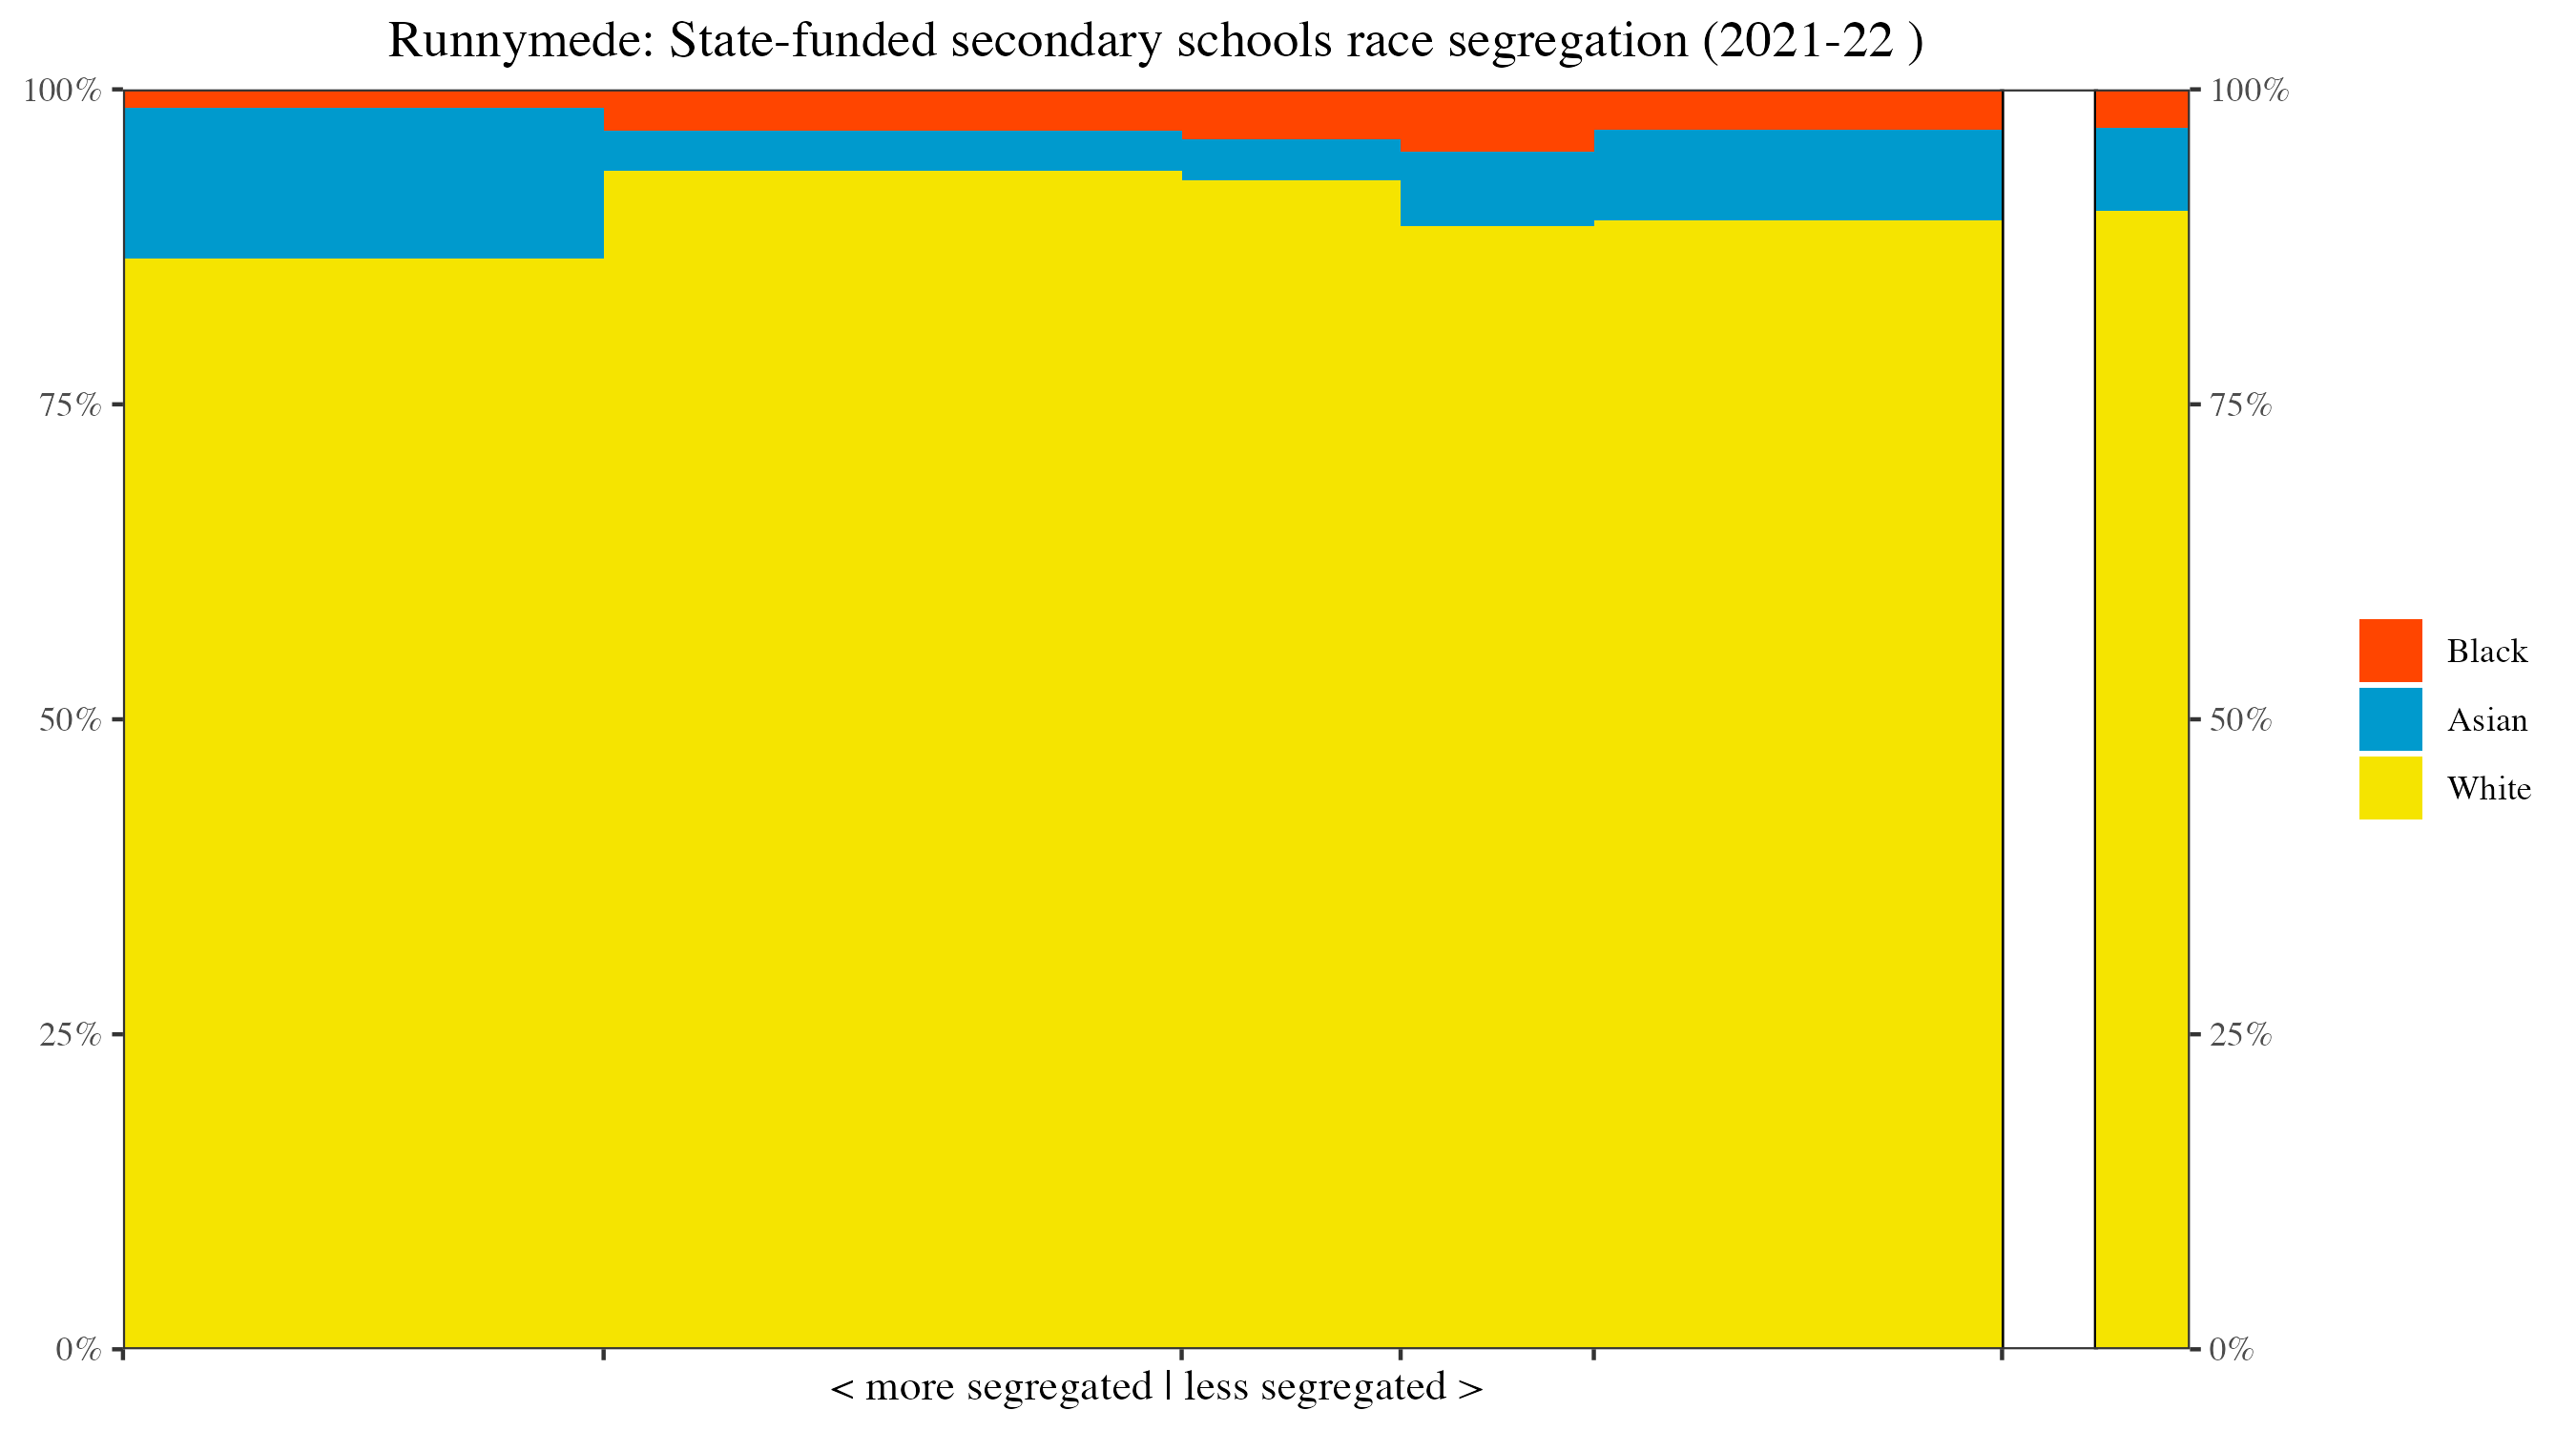 Runnymede: State-funded secondary schools race segregation (2021-22 )
100%
75%
50%
25%
0%
100%
75%
50%
25%
0%
Black
Asian
White
< more segregated | less segregated >